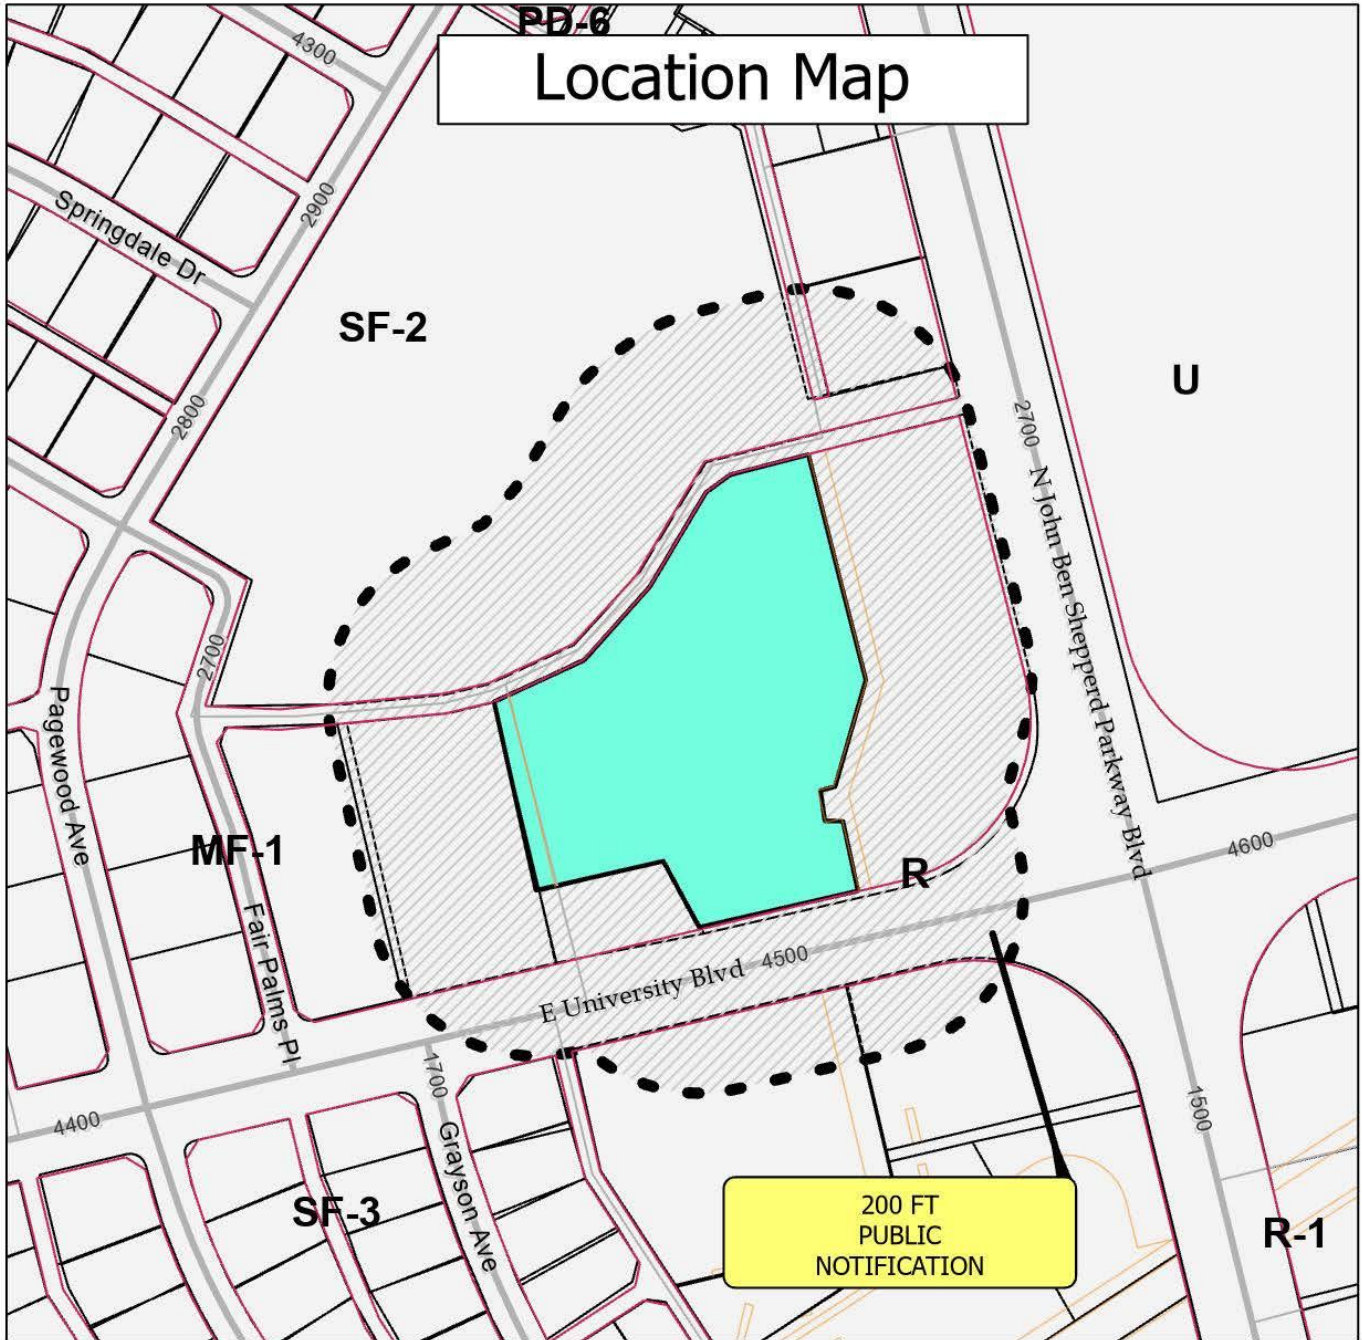 PD-6
Location Map
4300
2900
Springdale Dr
SF-2
U
2800
2700
N John Ben Shepperd Parkway Blvd
2700
Pagewood Ave
MF-1
R
4600
Fair Palms Pl
E University Blvd
4500
4400
1700
Grayson Ave
1500
SF-3
R-1
200 FT
PUBLIC
NOTIFICATION